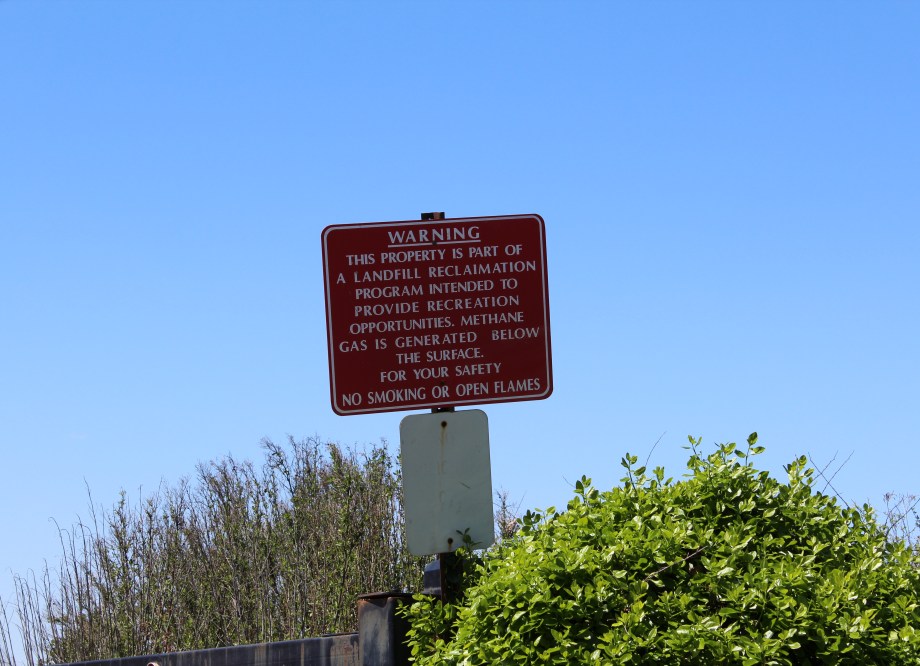 WARNING
THIS PROPERTY IS PART OF
A LANDFILL RECLAIMATION
PROGRAM INTENDED TO
PROVIDE RECREATION
OPPORTUNITIES. METHANE
GAS IS GENERATED BELOW
THE SURFACE.
FOR YOUR SAFETY
NO SMOKING OR OPEN FLAMES